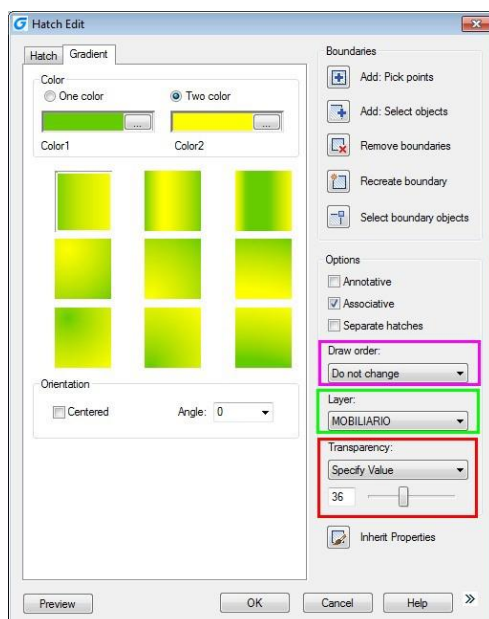 Hatch Edit
Hatch
Gradient
Color
One color
Two color
...
...
Color1
Color2
Orientation
Centered
Angle:
0
Boundaries
Add: Pick points
Add: Select objects
Remove boundaries
Recreate boundary
Select boundary objects
Options
Annotative
Associative
Separate hatches
Draw order:
Do not change
Layer:
MOBILIARIO
Transparency:
Specify Value
36
Inherit Properties
Preview
OK
Cancel
Help